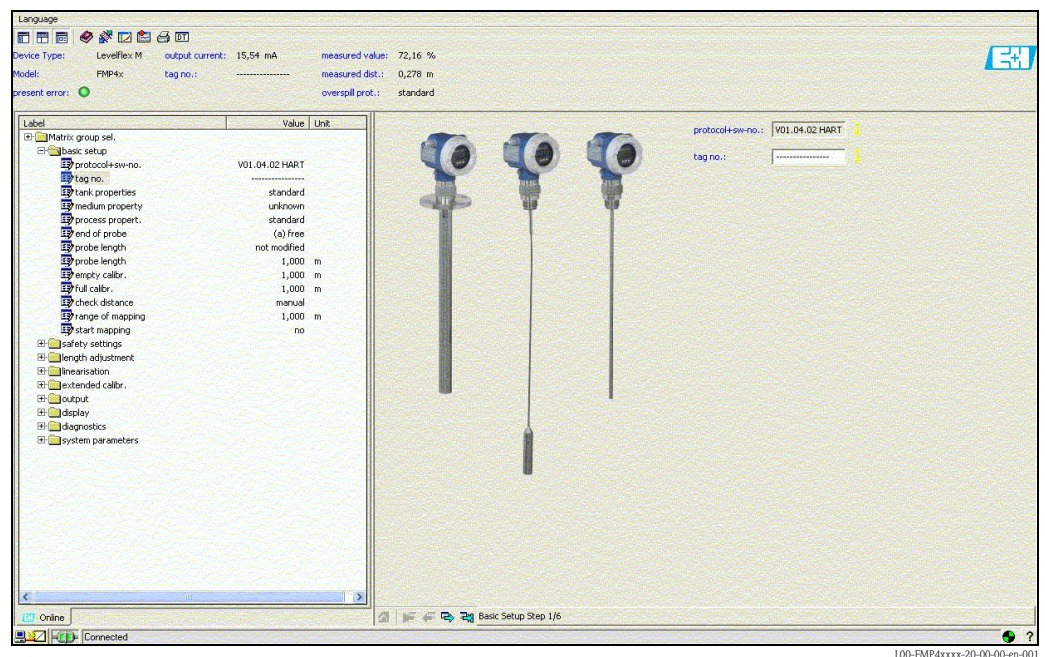 Language
Device Type: Levelflex M output current: 15,54 mA measured value: 72,16 %
Model: FMP4x tag no.: ---------------- measured dist.: 0,278 m
present error: overspill prot.: standard
Label Value Unit
Matrix group sel.
basic setup
protocol+sw-no. V01.04.02 HART
tag no. ----------------
tank properties standard
medium property unknown
process propert. standard
end of probe (a) free
probe length not modified
probe length 1,000 m
empty calibr. 1,000 m
full calibr. 1,000 m
check distance manual
range of mapping 1,000 m
start mapping no
safety settings
length adjustment
linearisation
extended calibr.
output
display
diagnostics
system parameters
protocol+sw-no.: V01.04.02 HART
tag no.: ----------------
Online
Basic Setup Step 1/6
Connected
?
L00-FMP4xxxx-20-00-00-en-001